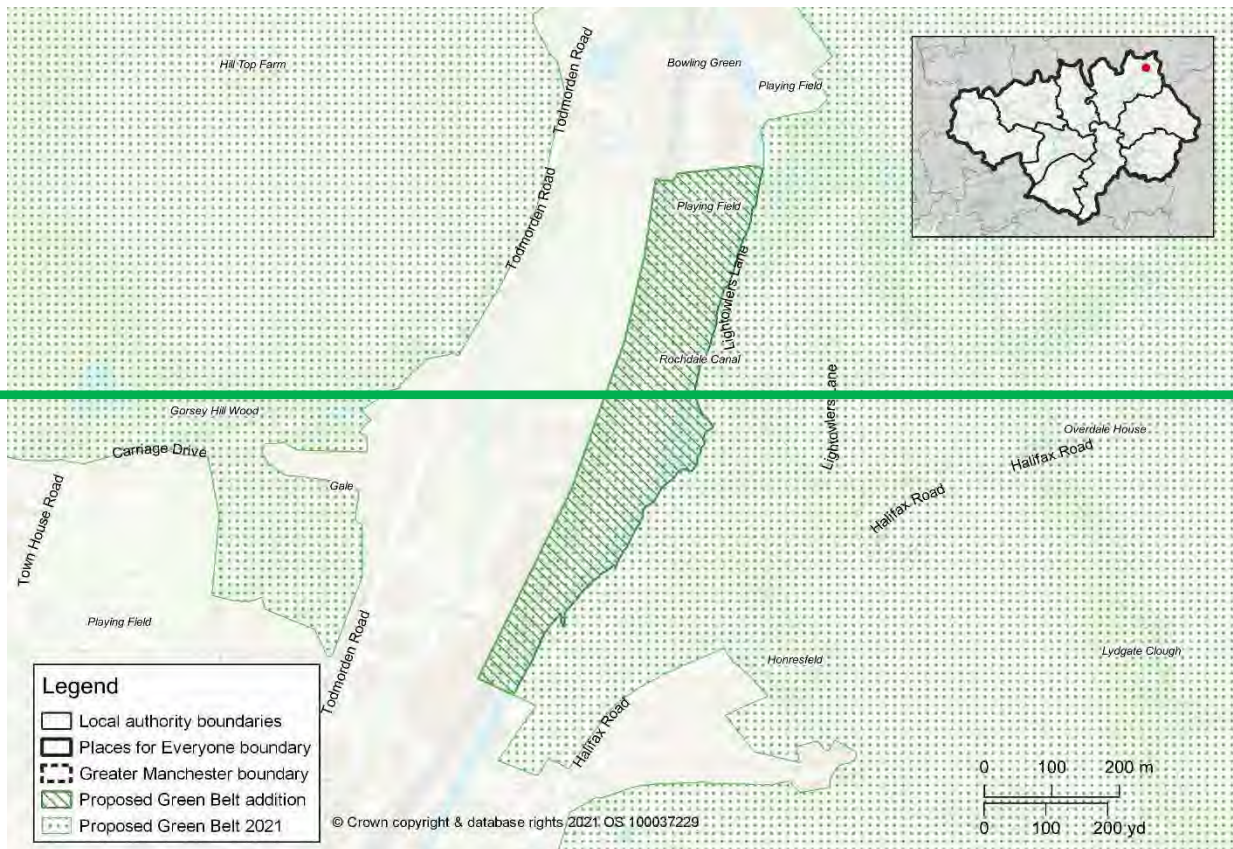 Hill Top Farm
Todmorden Road
Bowling Green
Playing Field
Todmorden Road
Playing Field
Lightowlers Lane
Rochdale Canal
Lightowlers Lane
Gorsey Hill Wood
Overdale House
Carriage Drive
Halifax Road
Gale
Halifax Road
Town House Road
Playing Field
Todmorden Road
Honresfeld
Lydgate Clough
Halifax Road
Legend
Local authority boundaries
Places for Everyone boundary
Greater Manchester boundary
Proposed Green Belt addition
Proposed Green Belt 2021
© Crown copyright & database rights 2021 OS 100037229
0 100 200 m
0 100 200 yd